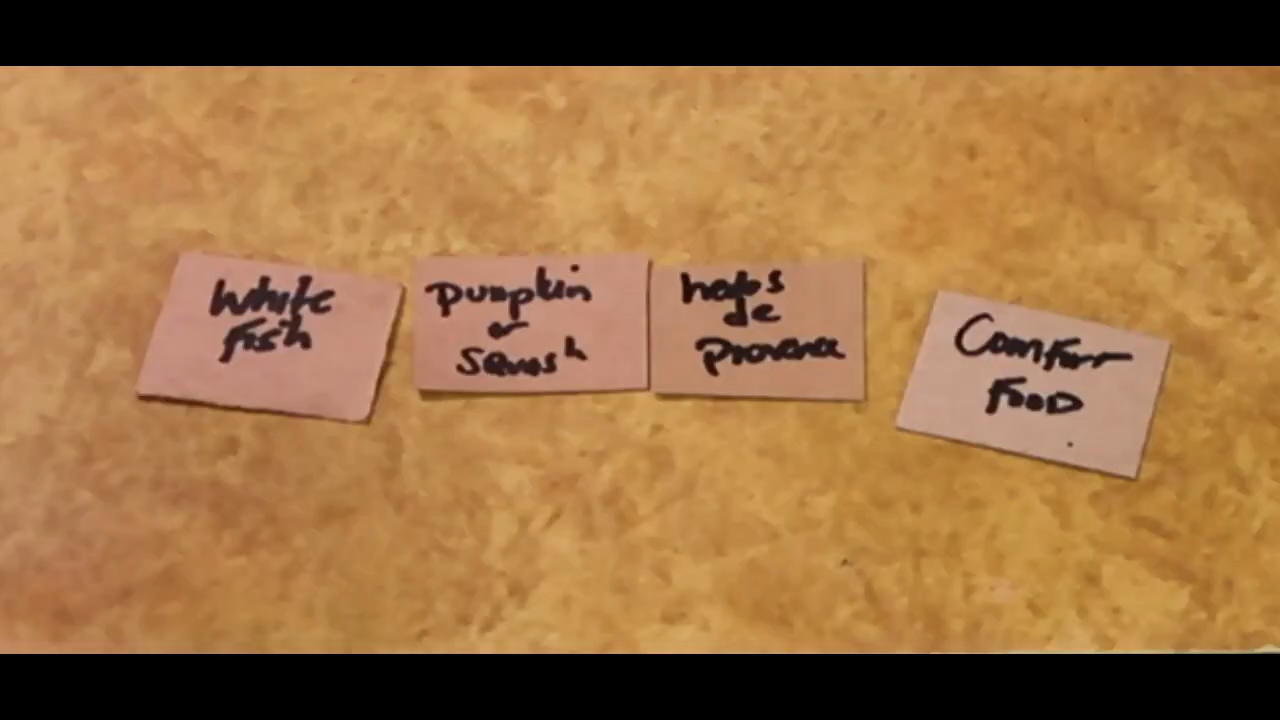 White
Fish
Pumpkin
or
Squash
herbs
de
Provence
Comfort
Food